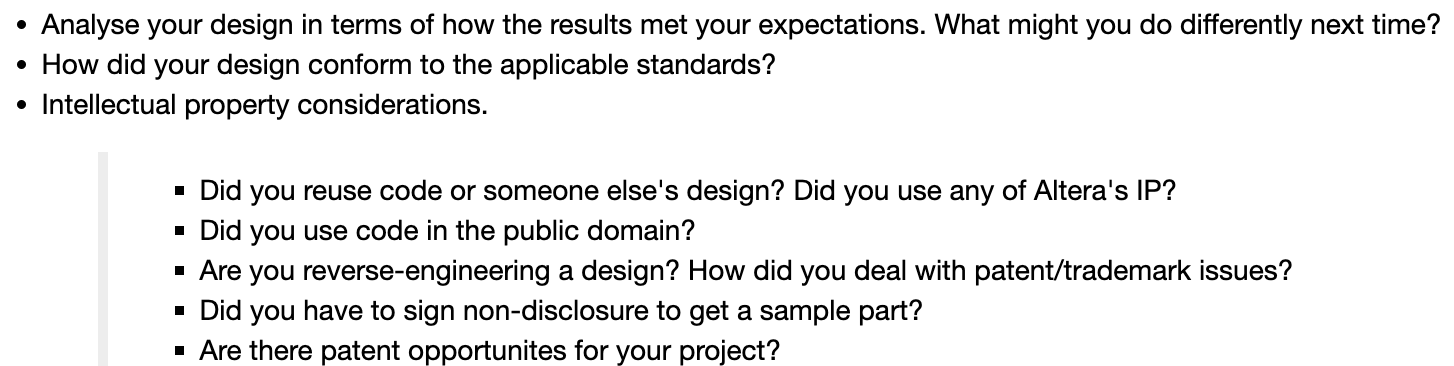 • Analyse your design in terms of how the results met your expectations. What might you do differently next time?
• How did your design conform to the applicable standards?
• Intellectual property considerations.
▪ Did you reuse code or someone else's design? Did you use any of Altera's IP?
▪ Did you use code in the public domain?
▪ Are you reverse-engineering a design? How did you deal with patent/trademark issues?
▪ Did you have to sign non-disclosure to get a sample part?
▪ Are there patent opportunites for your project?